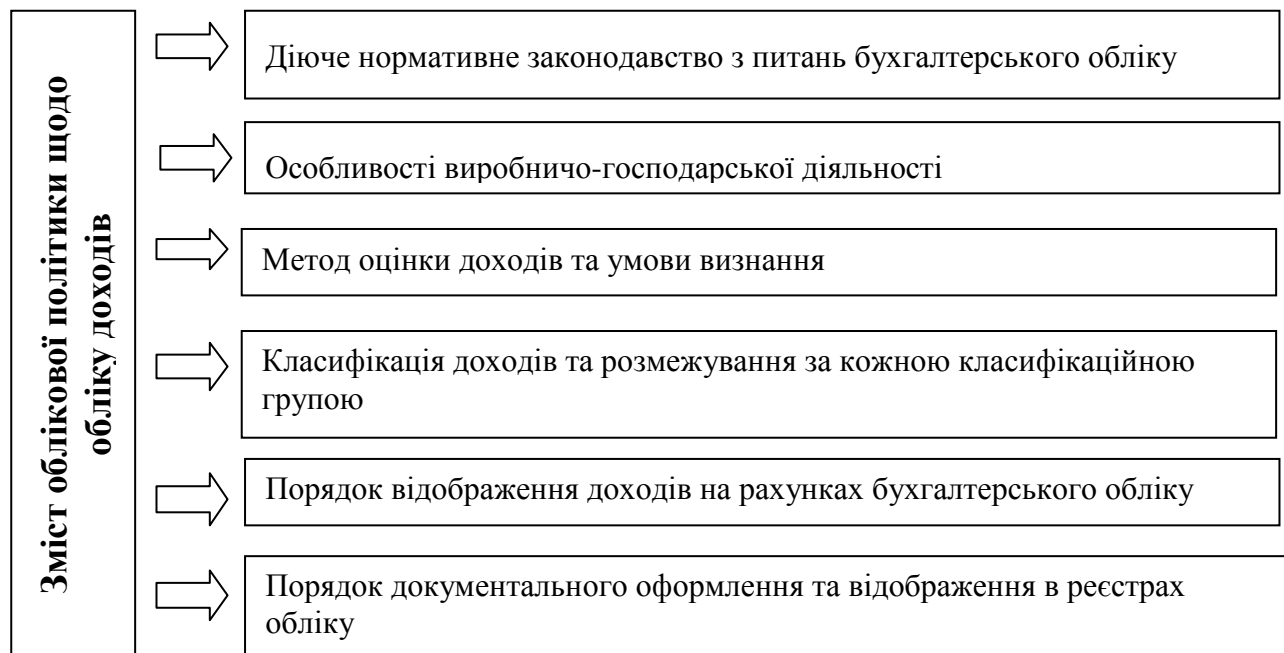 Зміст облікової політики щодо
обліку доходів
Діюче нормативне законодавство з питань бухгалтерського обліку
Особливості виробничо-господарської діяльності
Метод оцінки доходів та умови визнання
Класифікація доходів та розмежування за кожною класифікаційною
групою
Порядок відображення доходів на рахунках бухгалтерського обліку
Порядок документального оформлення та відображення в реєстрах
обліку